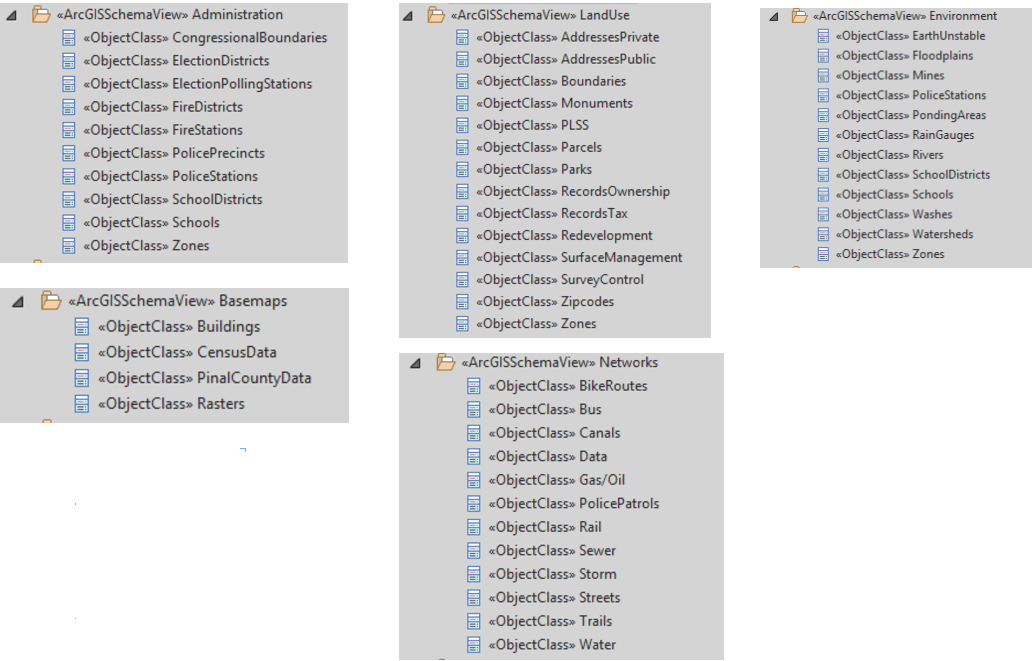 «ArcGISSchemaView» Administration
«ObjectClass» CongressionalBoundaries
«ObjectClass» ElectionDistricts
«ObjectClass» ElectionPollingStations
«ObjectClass» FireDistricts
«ObjectClass» FireStations
«ObjectClass» PolicePrecincts
«ObjectClass» PoliceStations
«ObjectClass» SchoolDistricts
«ObjectClass» Schools
«ObjectClass» Zones
«ArcGISSchemaView» Basemaps
«ObjectClass» Buildings
«ObjectClass» CensusData
«ObjectClass» PinalCountyData
«ObjectClass» Rasters
«ArcGISSchemaView» LandUse
«ObjectClass» AddressesPrivate
«ObjectClass» AddressesPublic
«ObjectClass» Boundaries
«ObjectClass» Monuments
«ObjectClass» PLSS
«ObjectClass» Parcels
«ObjectClass» Parks
«ObjectClass» RecordsOwnership
«ObjectClass» RecordsTax
«ObjectClass» Redevelopment
«ObjectClass» SurfaceManagement
«ObjectClass» SurveyControl
«ObjectClass» Zipcodes
«ObjectClass» Zones
«ArcGISSchemaView» Networks
«ObjectClass» BikeRoutes
«ObjectClass» Bus
«ObjectClass» Canals
«ObjectClass» Data
«ObjectClass» Gas/Oil
«ObjectClass» PolicePatrols
«ObjectClass» Rail
«ObjectClass» Sewer
«ObjectClass» Storm
«ObjectClass» Streets
«ObjectClass» Trails
«ObjectClass» Water
«ArcGISSchemaView» Environment
«ObjectClass» EarthUnstable
«ObjectClass» Floodplains
«ObjectClass» Mines
«ObjectClass» PoliceStations
«ObjectClass» PondingAreas
«ObjectClass» RainGauges
«ObjectClass» Rivers
«ObjectClass» SchoolDistricts
«ObjectClass» Schools
«ObjectClass» Washes
«ObjectClass» Watersheds
«ObjectClass» Zones